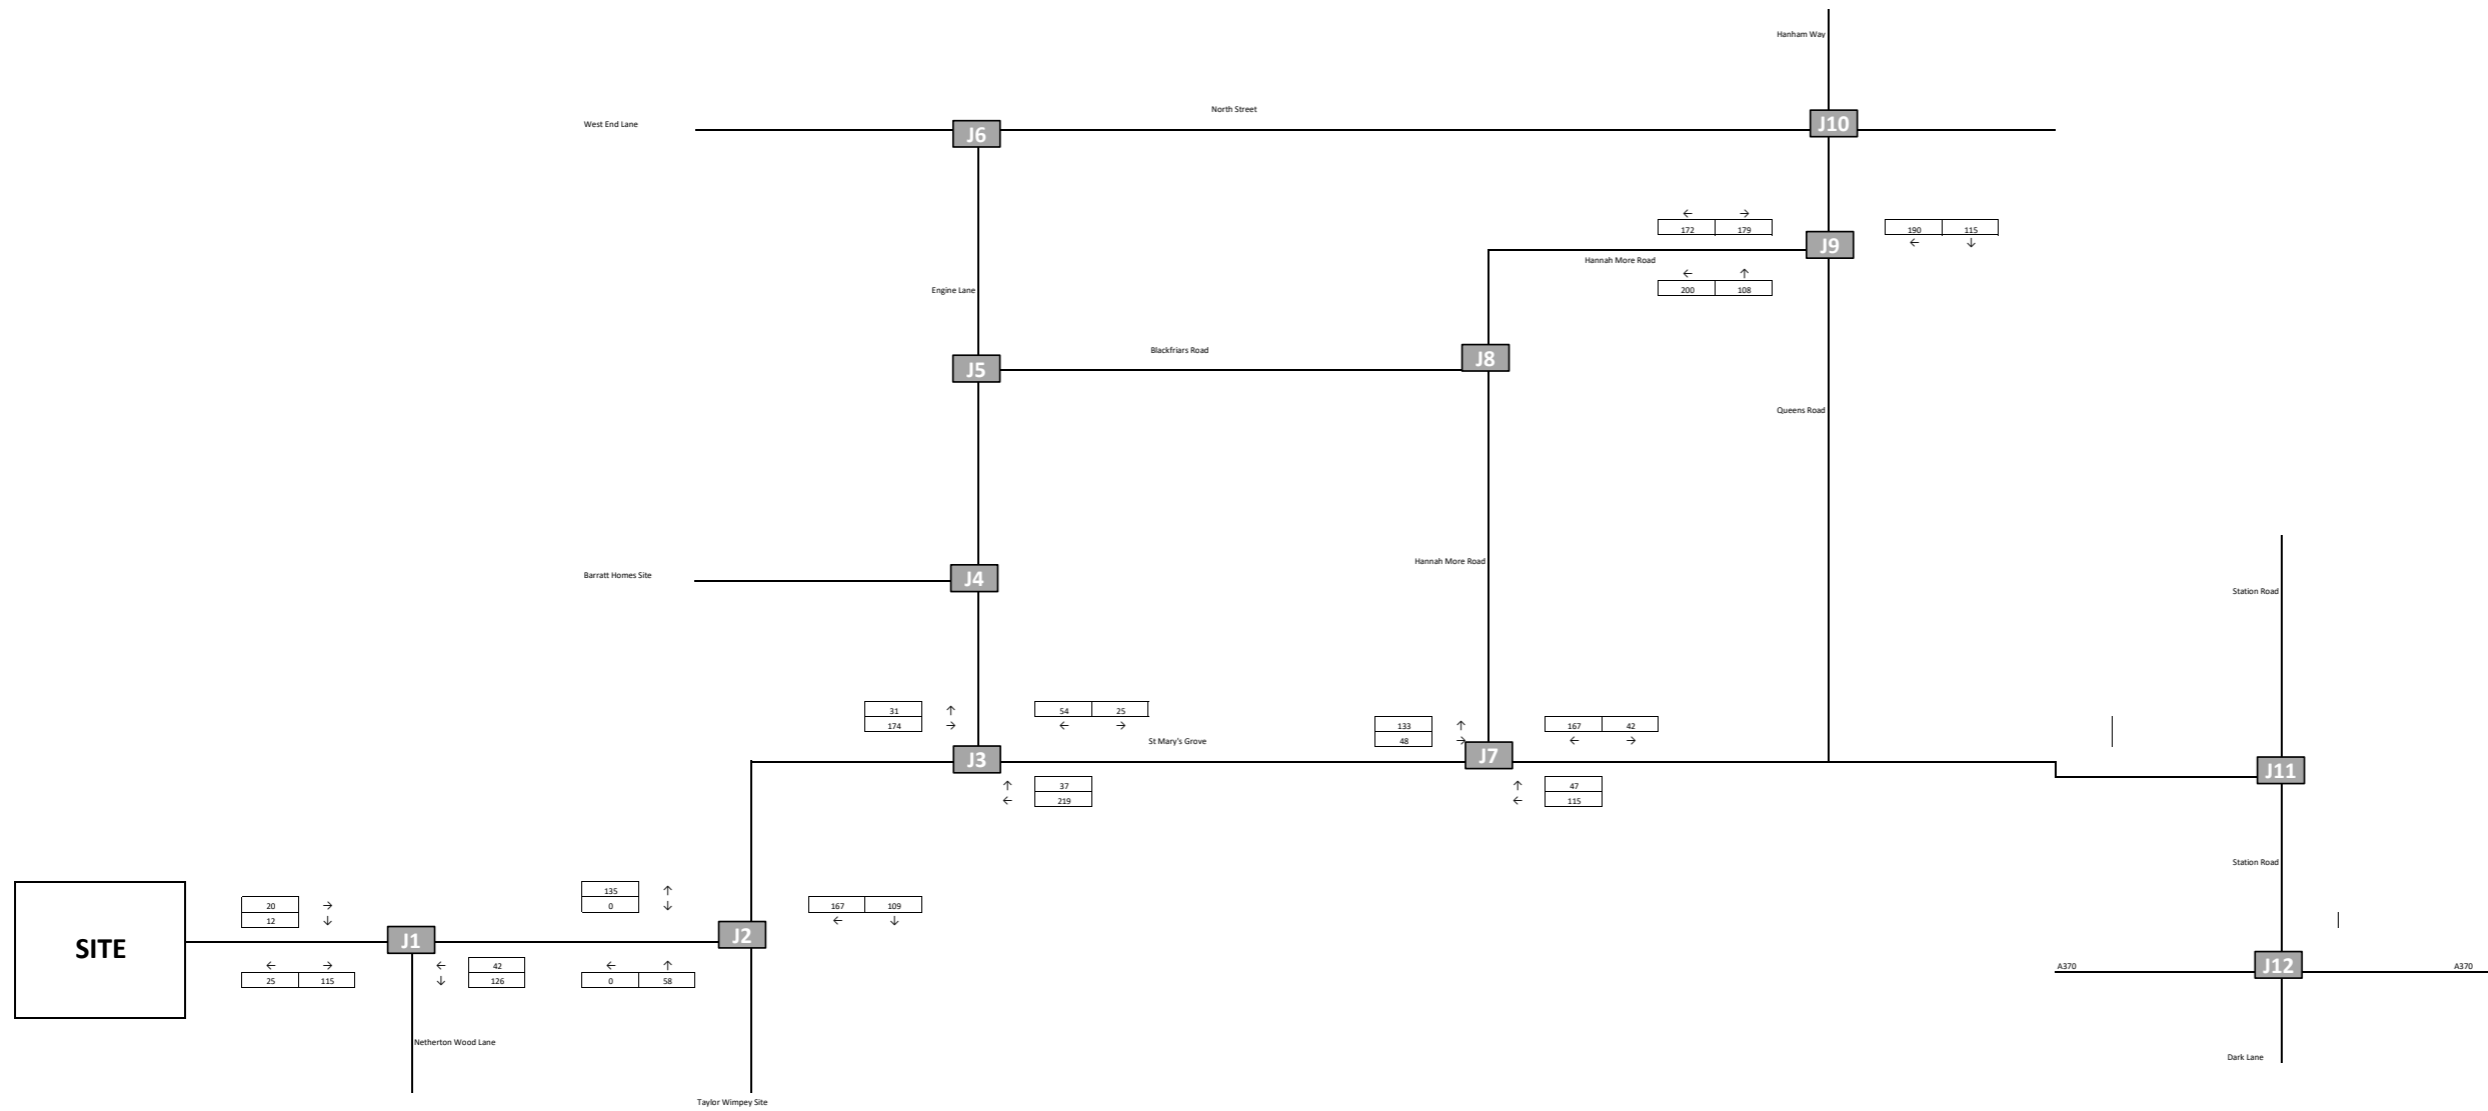 Hanham Way
North Street
West End Lane
J6
J10
← →
172 179
190 115
← ↓
J9
Hannah More Road
← ↑
200 108
Engine Lane
Blackfriars Road
J8
J5
Queens Road
Hannah More Road
Barratt Homes Site
J4
Station Road
31 ↑
174 →
54 25
← →
133 ↑
48 →
167 42
← →
St Mary's Grove
J3
J7
J11
↑ 37
← 219
↑ 47
← 115
Station Road
SITE
20 →
12 ↓
135 ↑
0 ↓
167 109
← ↓
J1
J2
← →
25 115
← 42
↓ 126
← ↑
0 58
A370
J12
A370
Netherton Wood Lane
Dark Lane
Taylor Wimpey Site